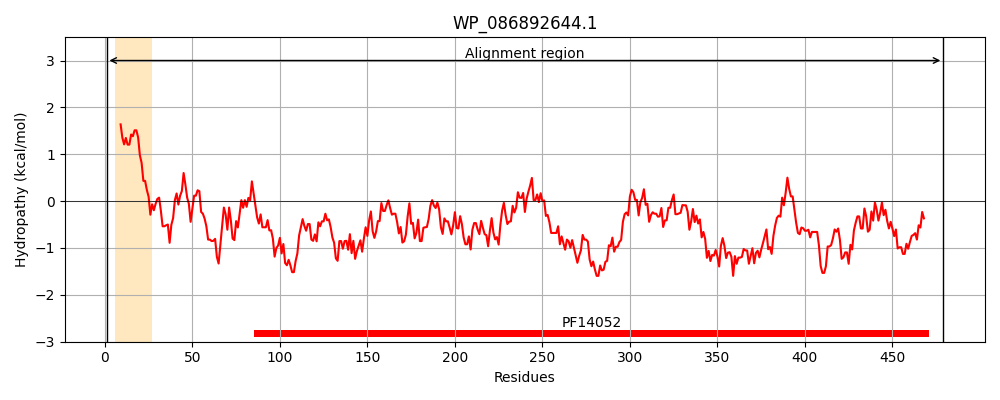 WP_086892644.1
Hydropathy (kcal/mol)
3
2
1
0
−1
−2
−3
Alignment region
PF14052
0 50 100 150 200 250 300 350 400 450
Residues